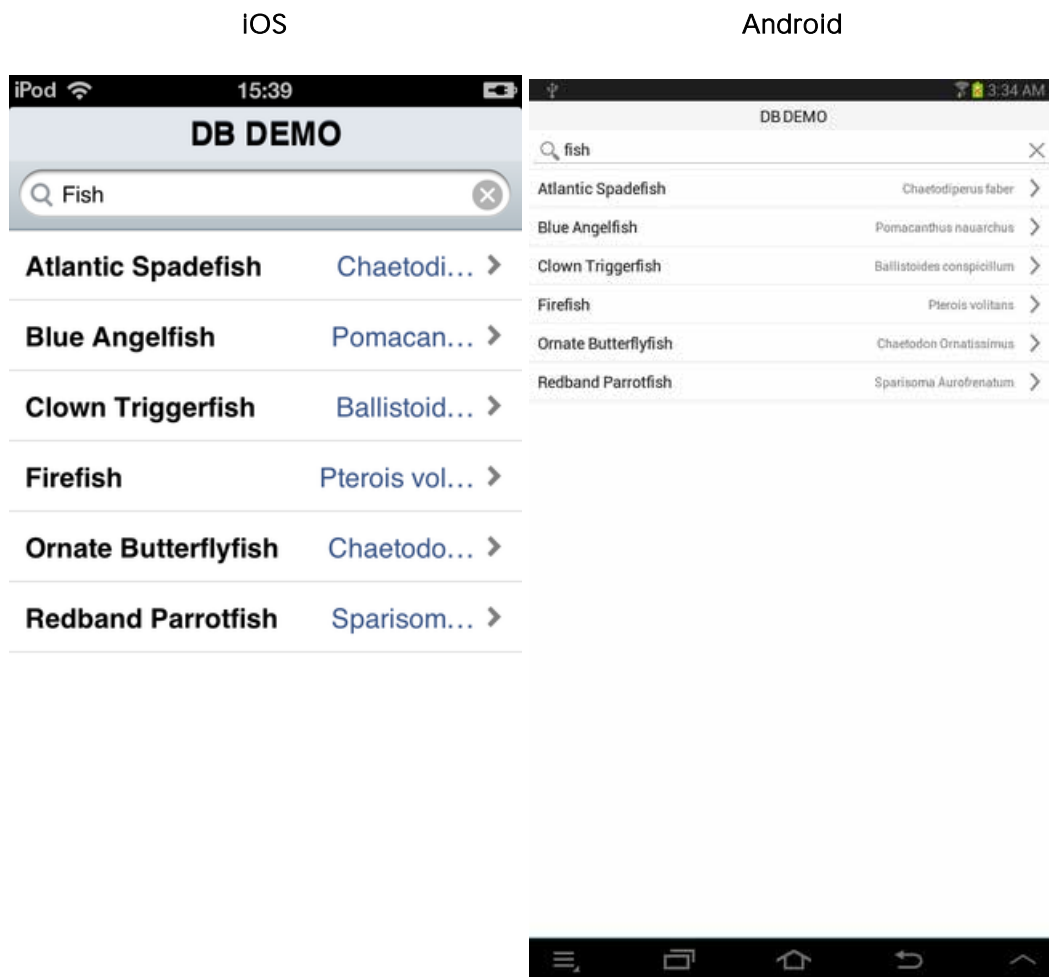 iOS
Android
iPod 15:39
DB DEMO
Fish
Atlantic Spadefish Chaetodi...
Blue Angelfish Pomacan...
Clown Triggerfish Ballistoid...
Firefish Pterois vol...
Ornate Butterflyfish Chaetodo...
Redband Parrotfish Sparisom...
3:34 AM
DB DEMO
fish
Atlantic Spadefish Chaetodiperus faber
Blue Angelfish Pomacanthus nauarchus
Clown Triggerfish Ballistoides conspicillum
Firefish Pterois volitans
Ornate Butterflyfish Chaetodon Ornatissimus
Redband Parrotfish Sparisoma Aurofrenatum